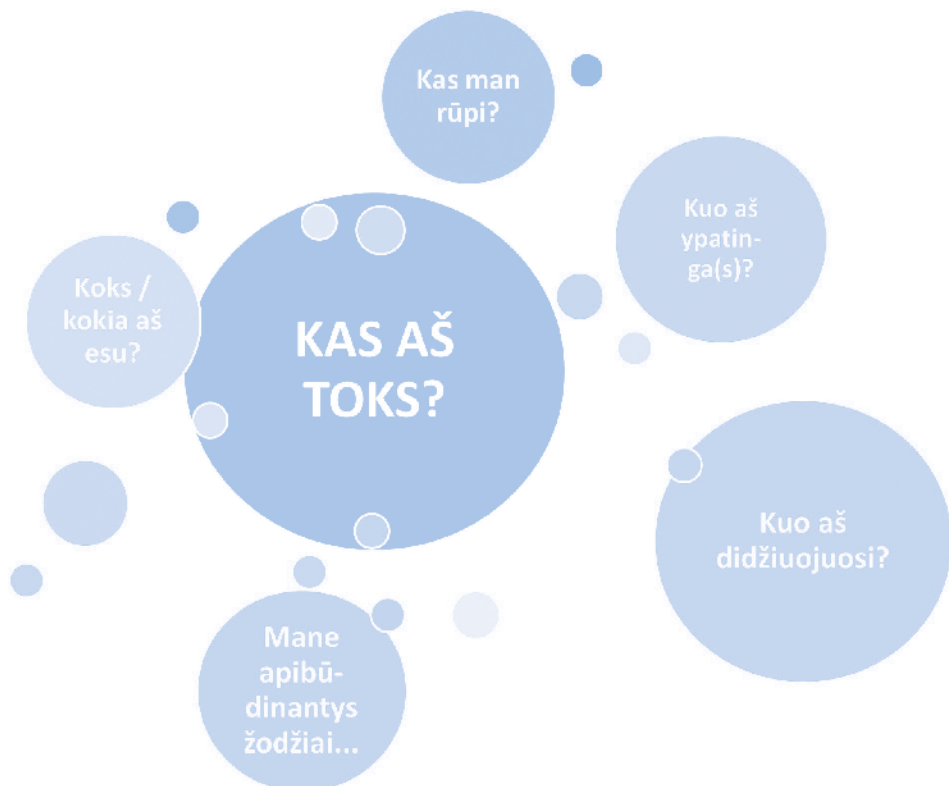 Kas man
rūpi?
Kuo aš
ypatin-
ga(s)?
Koks /
kokia aš
esu?
KAS AŠ
TOKS?
Kuo aš
didžiuojuosi?
Mane
apibū-
dinantys
žodžiai...